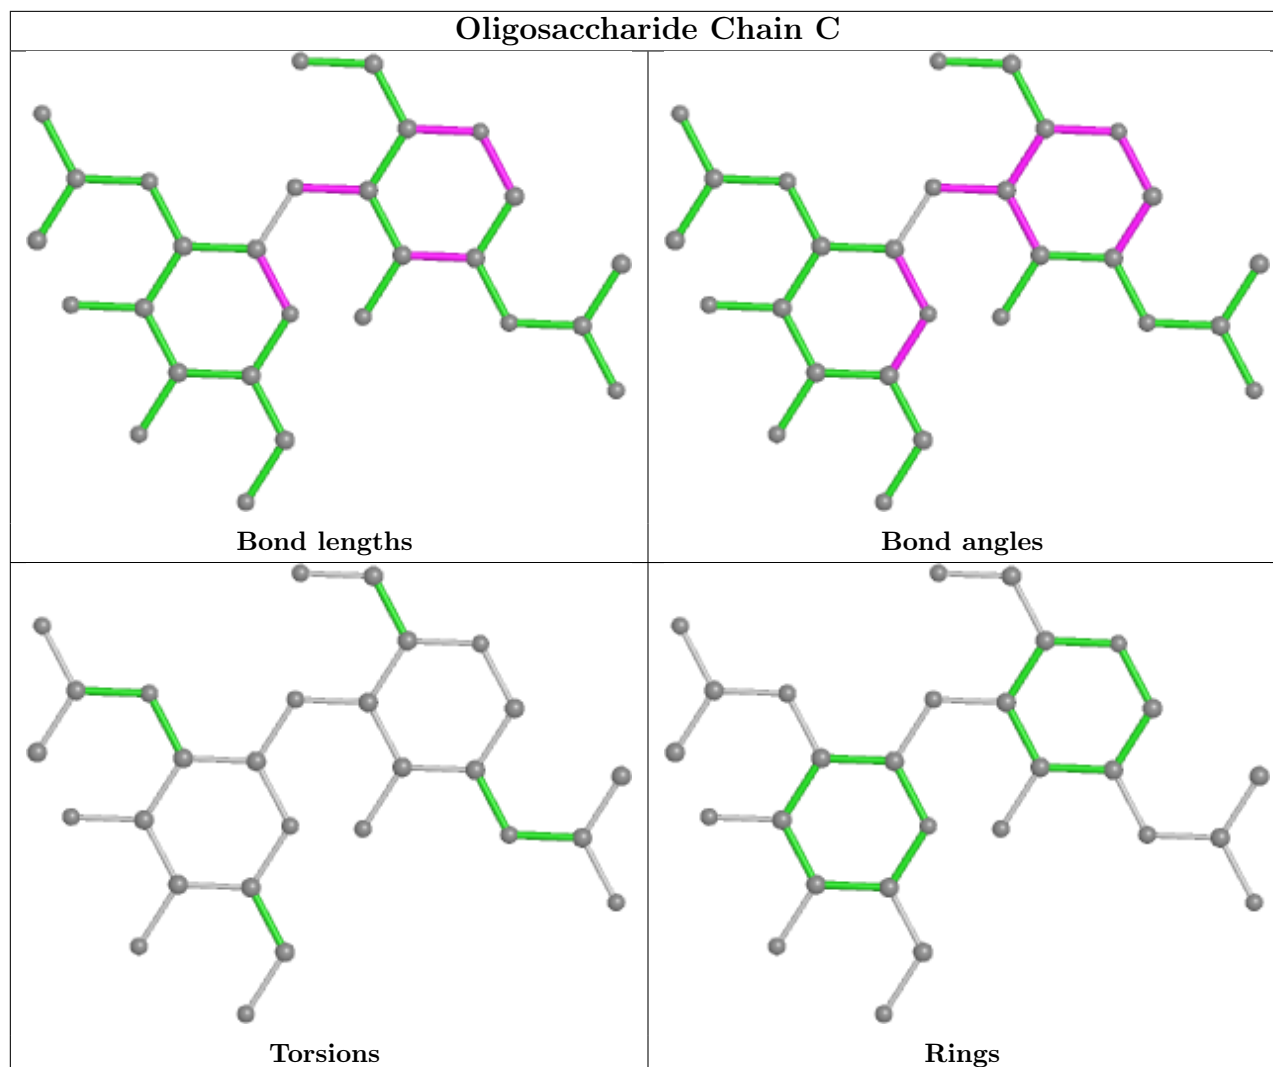 Oligosaccharide Chain C
Bond lengths
Bond angles
Torsions
Rings